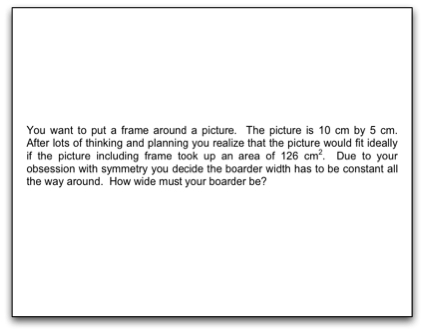 You want to put a frame around a picture. The picture is 10 cm by 5 cm.
After lots of thinking and planning you realize that the picture would fit ideally
if the picture including frame took up an area of 126 cm². Due to your
obsession with symmetry you decide the boarder width has to be constant all
the way around. How wide must your boarder be?